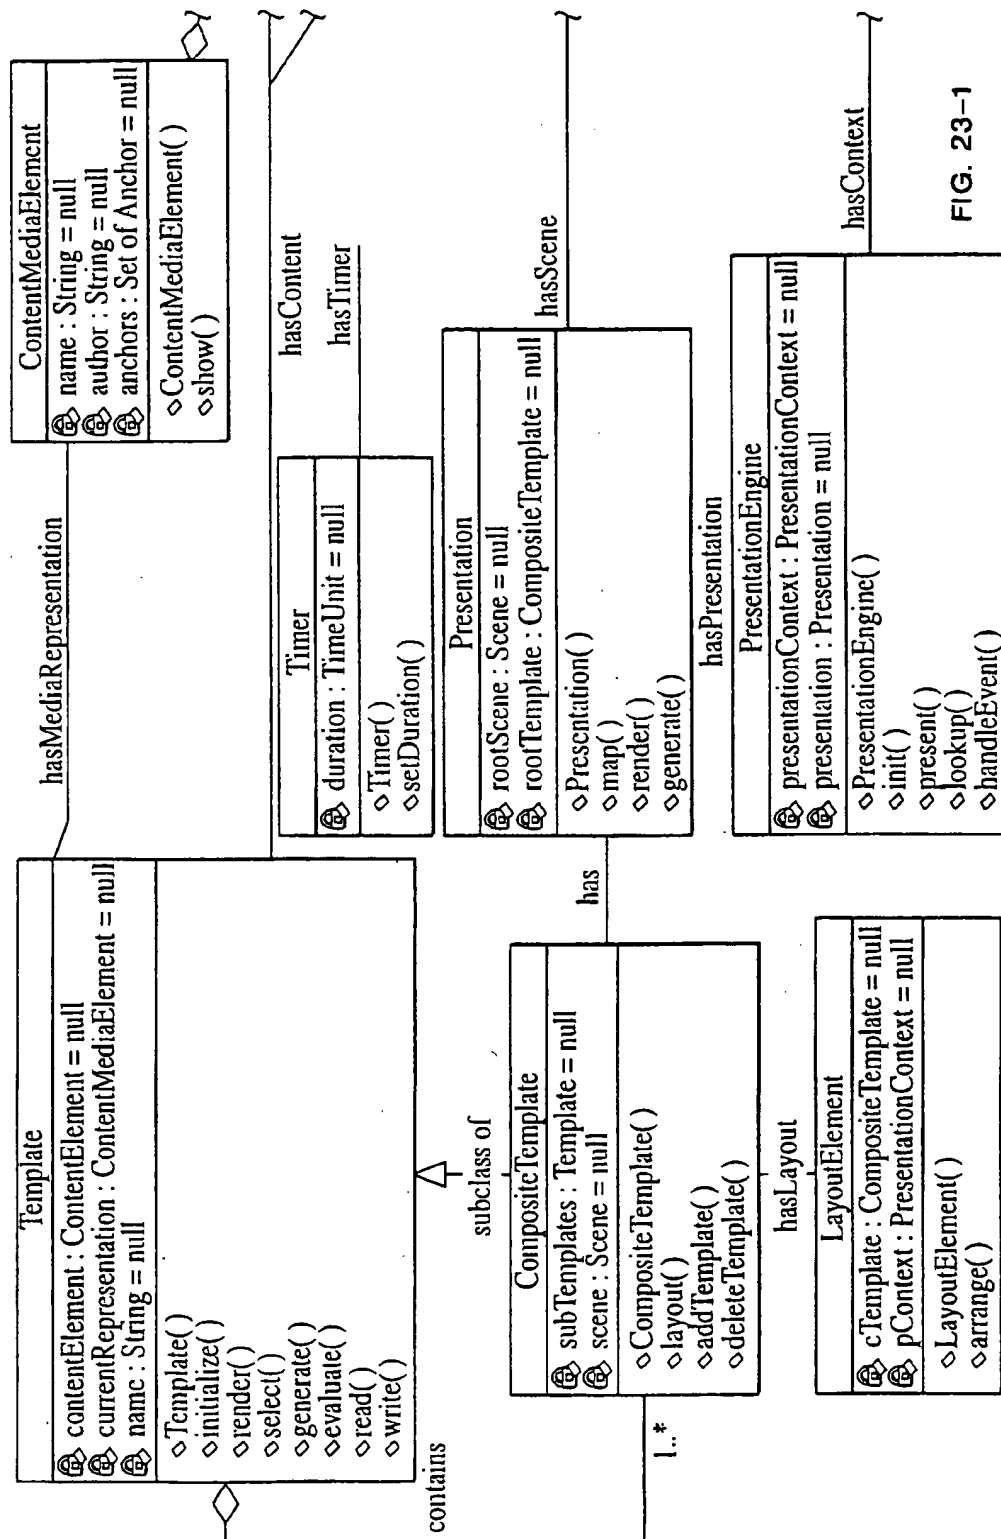 Template
contentElement : ContentElement = null
currentRepresentation : ContentMediaElement = null
name : String = null
Template( )
initialize( )
render( )
select( )
generate( )
evaluate( )
read( )
write( )
contains
hasMediaRepresentation
ContentMediaElement
name : String = null
author : String = null
anchors : Set of Anchor = null
ContentMediaElement( )
show( )
hasContent
Timer
duration : TimeUnit = null
Timer( )
setDuration( )
hasTimer
subclass of
CompositeTemplate
subTemplates : Template = null
scene : Scene = null
CompositeTemplate( )
layout( )
addTemplate( )
deleteTemplate( )
1..*
has
Presentation
rootScene : Scene = null
rootTemplate : CompositeTemplate = null
Presentation( )
map( )
render( )
generate( )
hasScene
hasLayout
LayoutElement
cTemplate : CompositeTemplate = null
pContext : PresentationContext = null
LayoutElement( )
arrange( )
hasPresentation
PresentationEngine
presentationContext : PresentationContext = null
presentation : Presentation = null
PresentationEngine( )
init( )
present( )
lookup( )
handleEvent( )
hasContext
FIG. 23-1